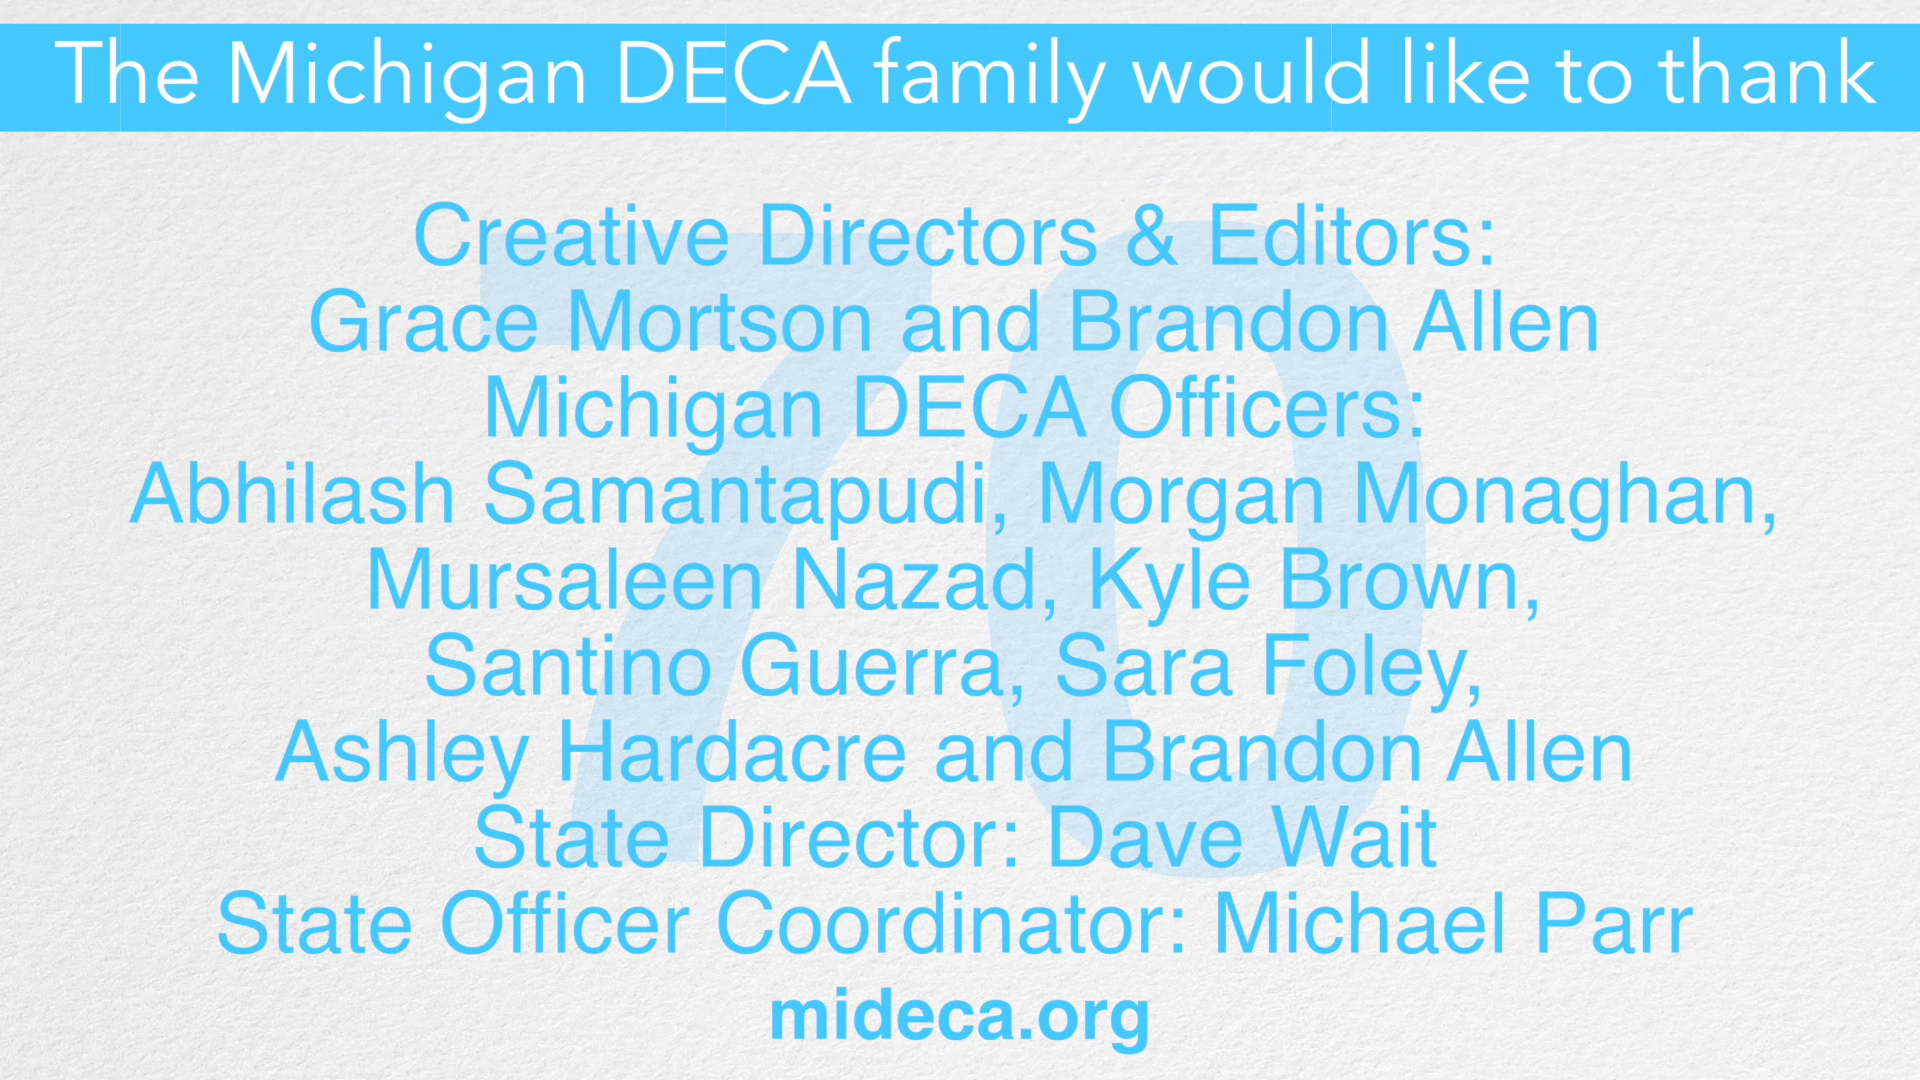 The Michigan DECA family would like to thank
70
Creative Directors & Editors:
Grace Mortson and Brandon Allen
Michigan DECA Officers:
Abhilash Samantapudi, Morgan Monaghan,
Mursaleen Nazad, Kyle Brown,
Santino Guerra, Sara Foley,
Ashley Hardacre and Brandon Allen
State Director: Dave Wait
State Officer Coordinator: Michael Parr
mideca.org